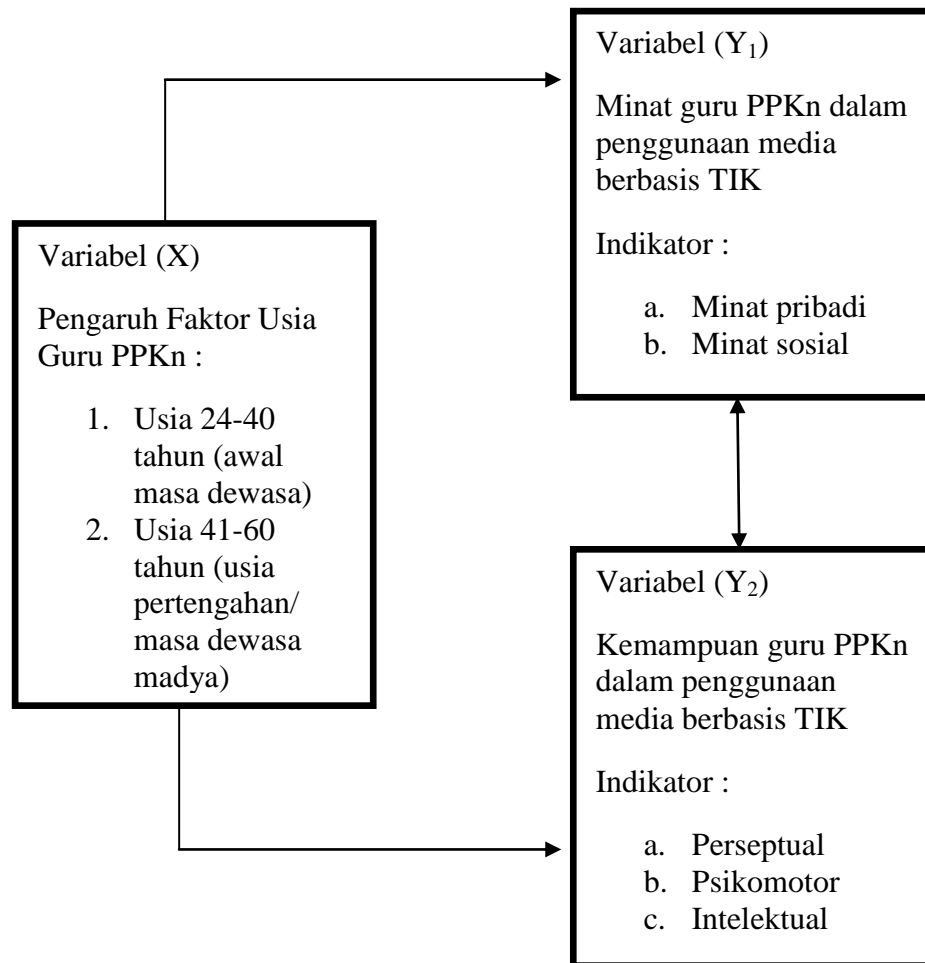 Variabel (X)
Pengaruh Faktor Usia
Guru PPKn :
1. Usia 24-40
tahun (awal
masa dewasa)
2. Usia 41-60
tahun (usia
pertengahan/
masa dewasa
madya)
Variabel (Y₁)
Minat guru PPKn dalam
penggunaan media
berbasis TIK
Indikator :
a. Minat pribadi
b. Minat sosial
Variabel (Y₂)
Kemampuan guru PPKn
dalam penggunaan
media berbasis TIK
Indikator :
a. Perseptual
b. Psikomotor
c. Intelektual